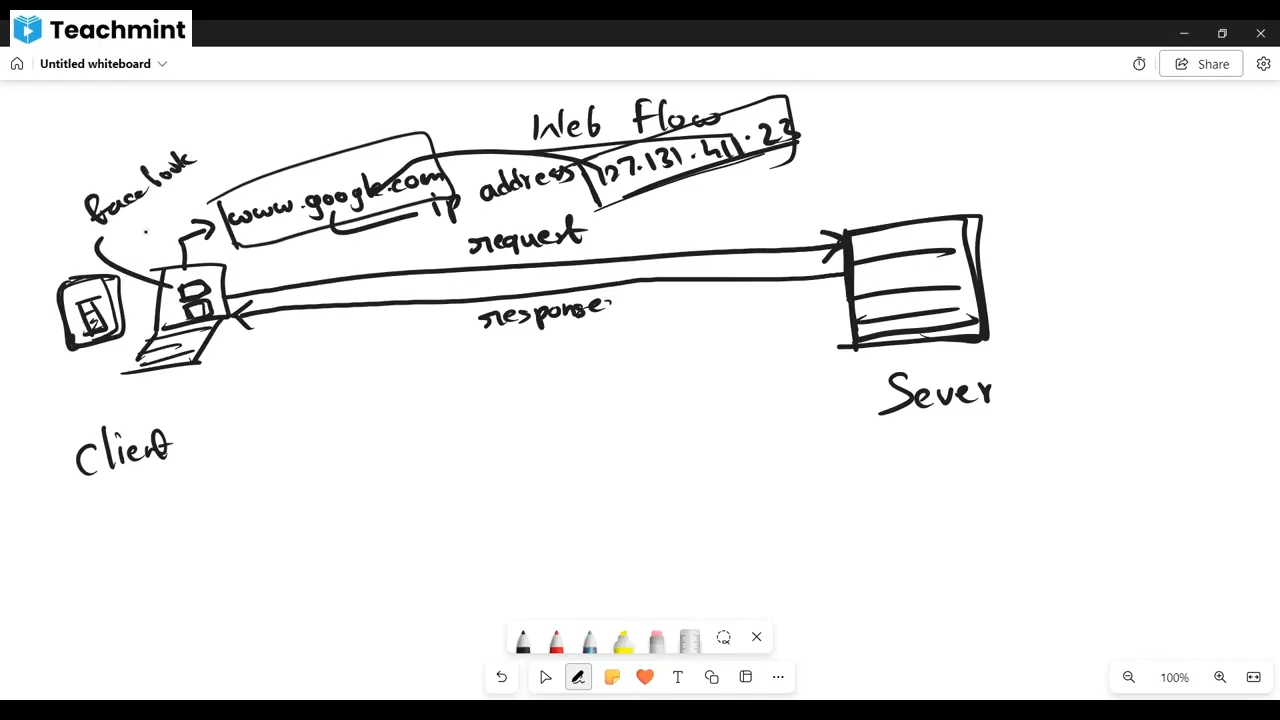 Teachmint
Untitled whiteboard
Share
Web Flow
facebook
www.google.com
ip address
127.131.411.23
request
response
Sever
Client
100%